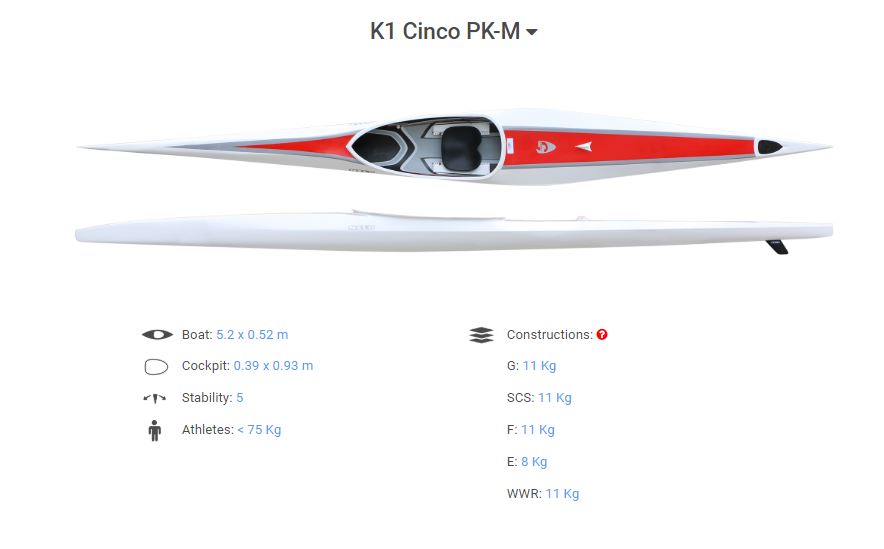 K1 Cinco PK-M
Boat: 5.2 x 0.52 m
Cockpit: 0.39 x 0.93 m
Stability: 5
Athletes: < 75 Kg
Constructions: ?
G: 11 Kg
SCS: 11 Kg
F: 11 Kg
E: 8 Kg
WWR: 11 Kg